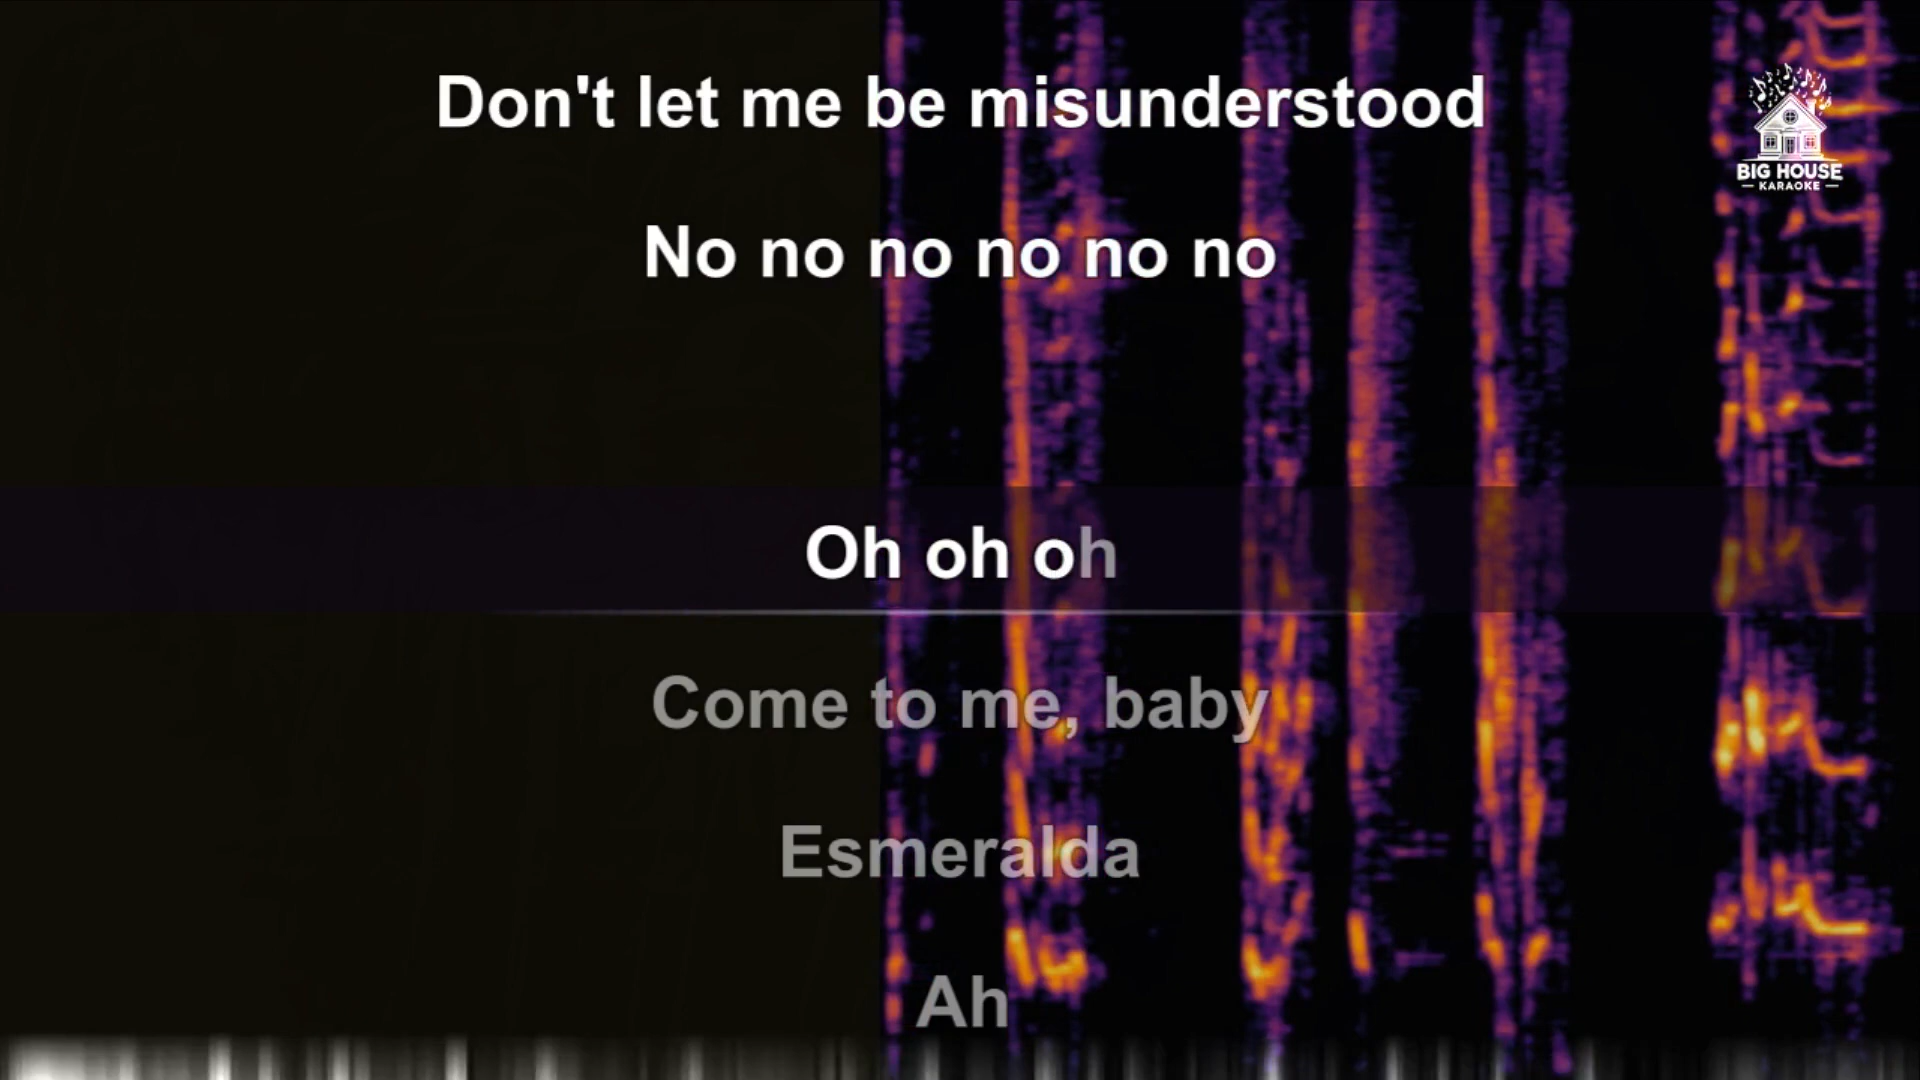 Don't let me be misunderstood
BIG HOUSE
KARAOKE
No no no no no no
Oh oh oh
Come to me, baby
Esmeralda
Ah